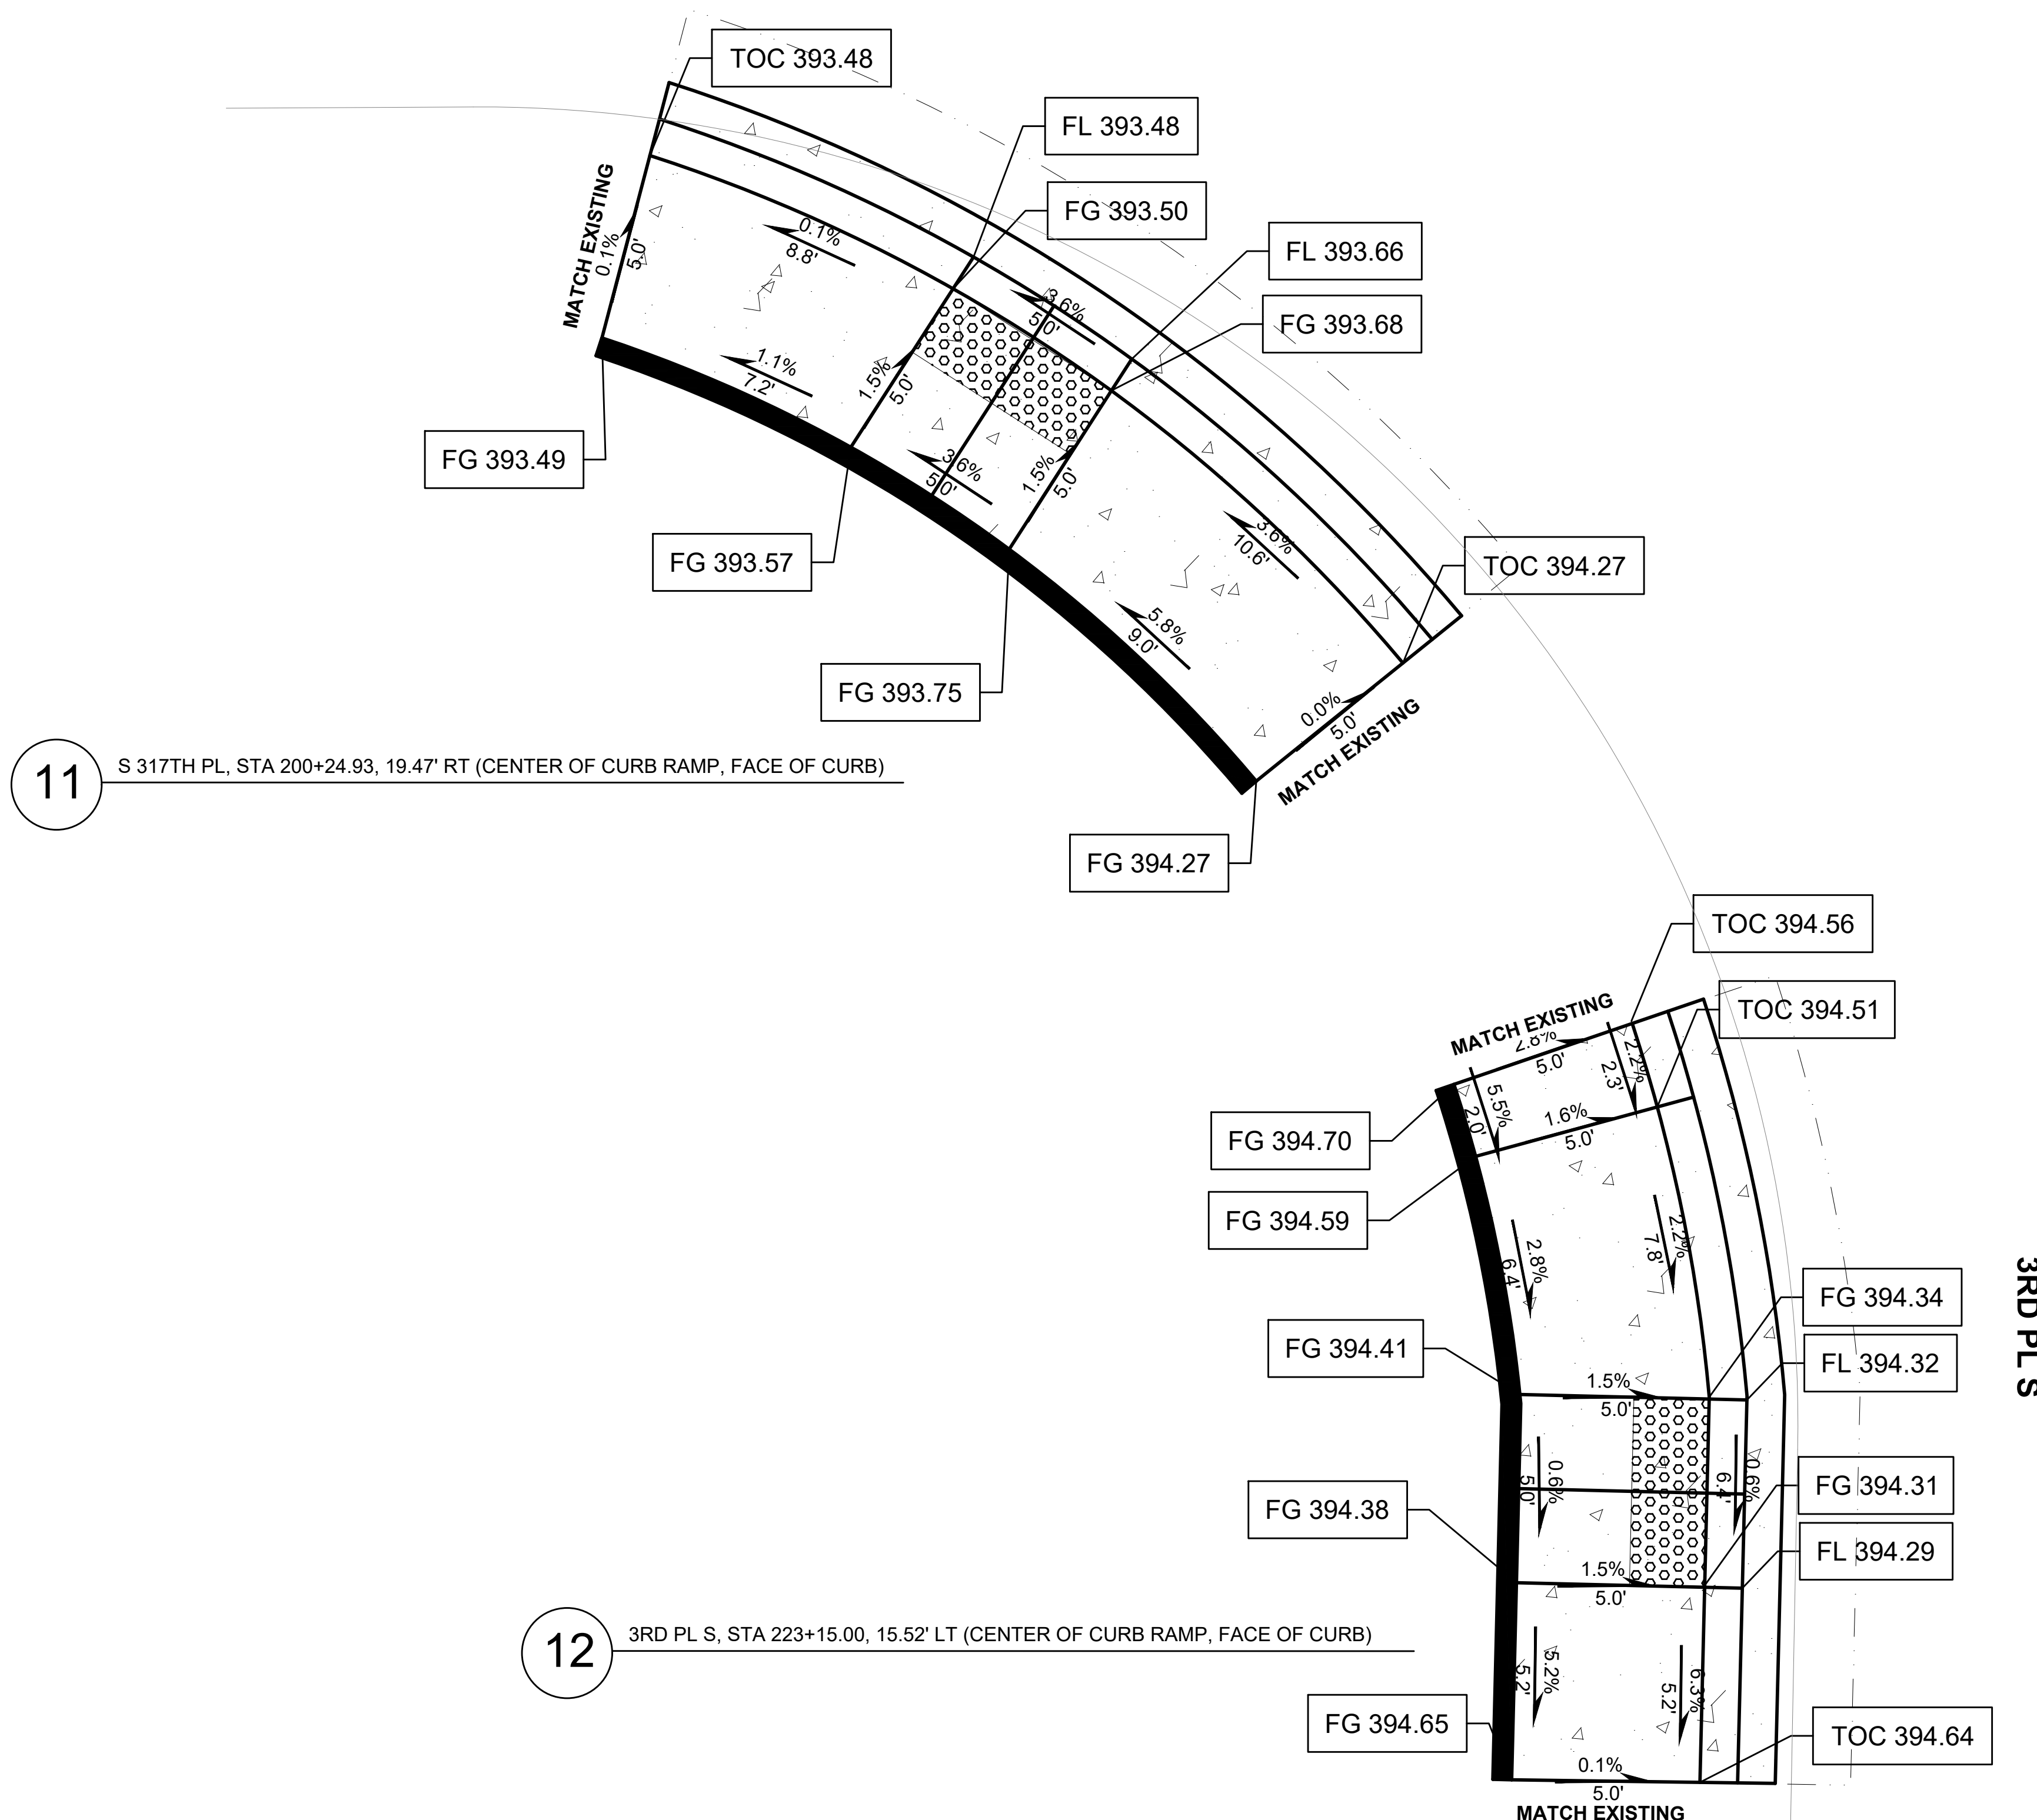 TOC 393.48
FL 393.48
FG 393.50
FL 393.66
FG 393.68
MATCH EXISTING
0.1%
5.0'
0.1%
8.8'
3.6%
5.0'
1.1%
7.2'
1.5%
5.0'
3.6%
5.0'
1.5%
5.0'
3.6%
10.6'
5.8%
9.0'
0.0%
5.0'
MATCH EXISTING
TOC 394.27
FG 393.49
FG 393.57
FG 393.75
FG 394.27
11
S 317TH PL, STA 200+24.93, 19.47' RT (CENTER OF CURB RAMP, FACE OF CURB)
TOC 394.56
TOC 394.51
MATCH EXISTING
2.8%
5.0'
2.2%
2.3'
5.5%
2.0'
1.6%
5.0'
FG 394.70
FG 394.59
2.8%
6.4'
2.2%
7.8'
FG 394.34
FL 394.32
FG 394.41
1.5%
5.0'
0.6%
5.0'
0.6%
6.4'
FG 394.31
FL 394.29
FG 394.38
1.5%
5.0'
5.2%
5.2'
6.3%
5.2'
FG 394.65
TOC 394.64
0.1%
5.0'
MATCH EXISTING
12
3RD PL S, STA 223+15.00, 15.52' LT (CENTER OF CURB RAMP, FACE OF CURB)
3RD PL S